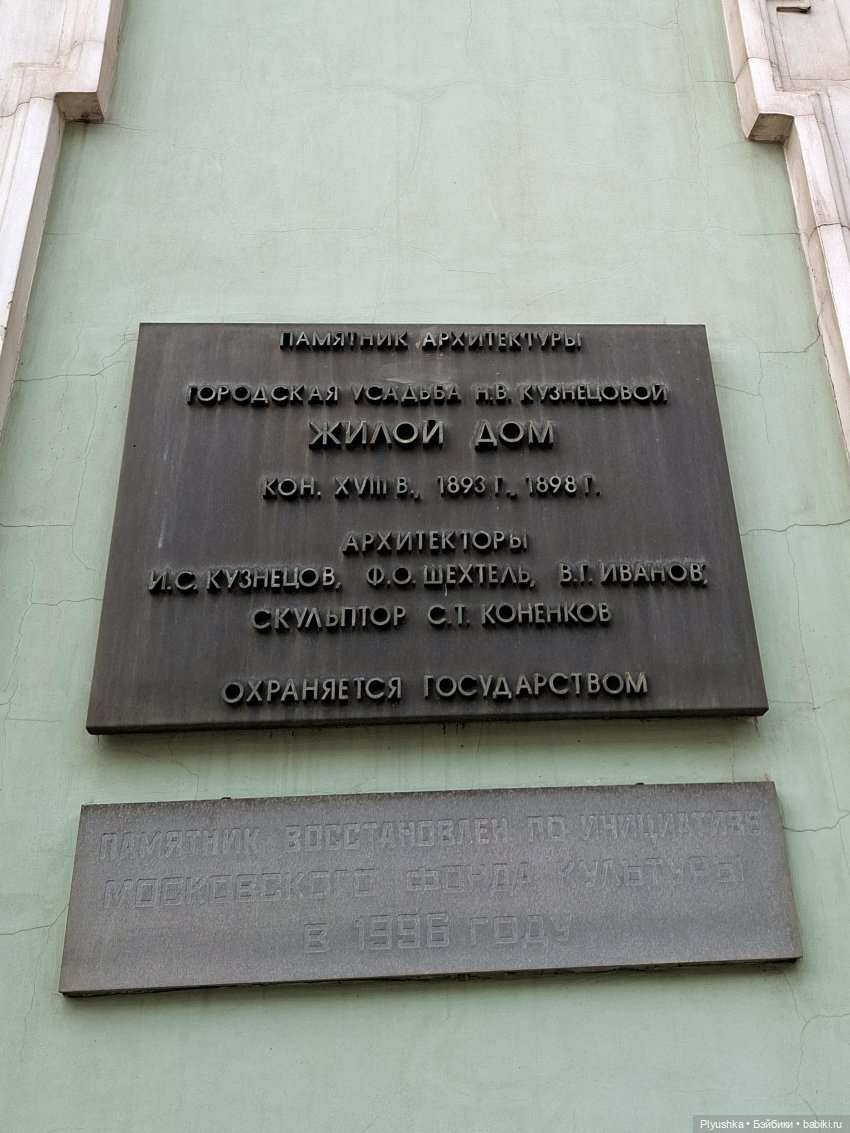 ПАМЯТНИК АРХИТЕКТУРЫ
ГОРОДСКАЯ УСАДЬБА Н.В. КУЗНЕЦОВОЙ
ЖИЛОЙ ДОМ
КОН. XVIII В., 1893 Г., 1898 Г.
АРХИТЕКТОРЫ
И.С. КУЗНЕЦОВ, Ф.О. ШЕХТЕЛЬ, В.Г. ИВАНОВ,
СКУЛЬПТОР С.Т. КОНЕНКОВ
ОХРАНЯЕТСЯ ГОСУДАРСТВОМ
ПАМЯТНИК ВОССТАНОВЛЕН ПО ИНИЦИАТИВЕ
МОСКОВСКОГО ФОНДА КУЛЬТУРЫ
В 1996 ГОДУ
Plyushka • Бэйбики • babiki.ru